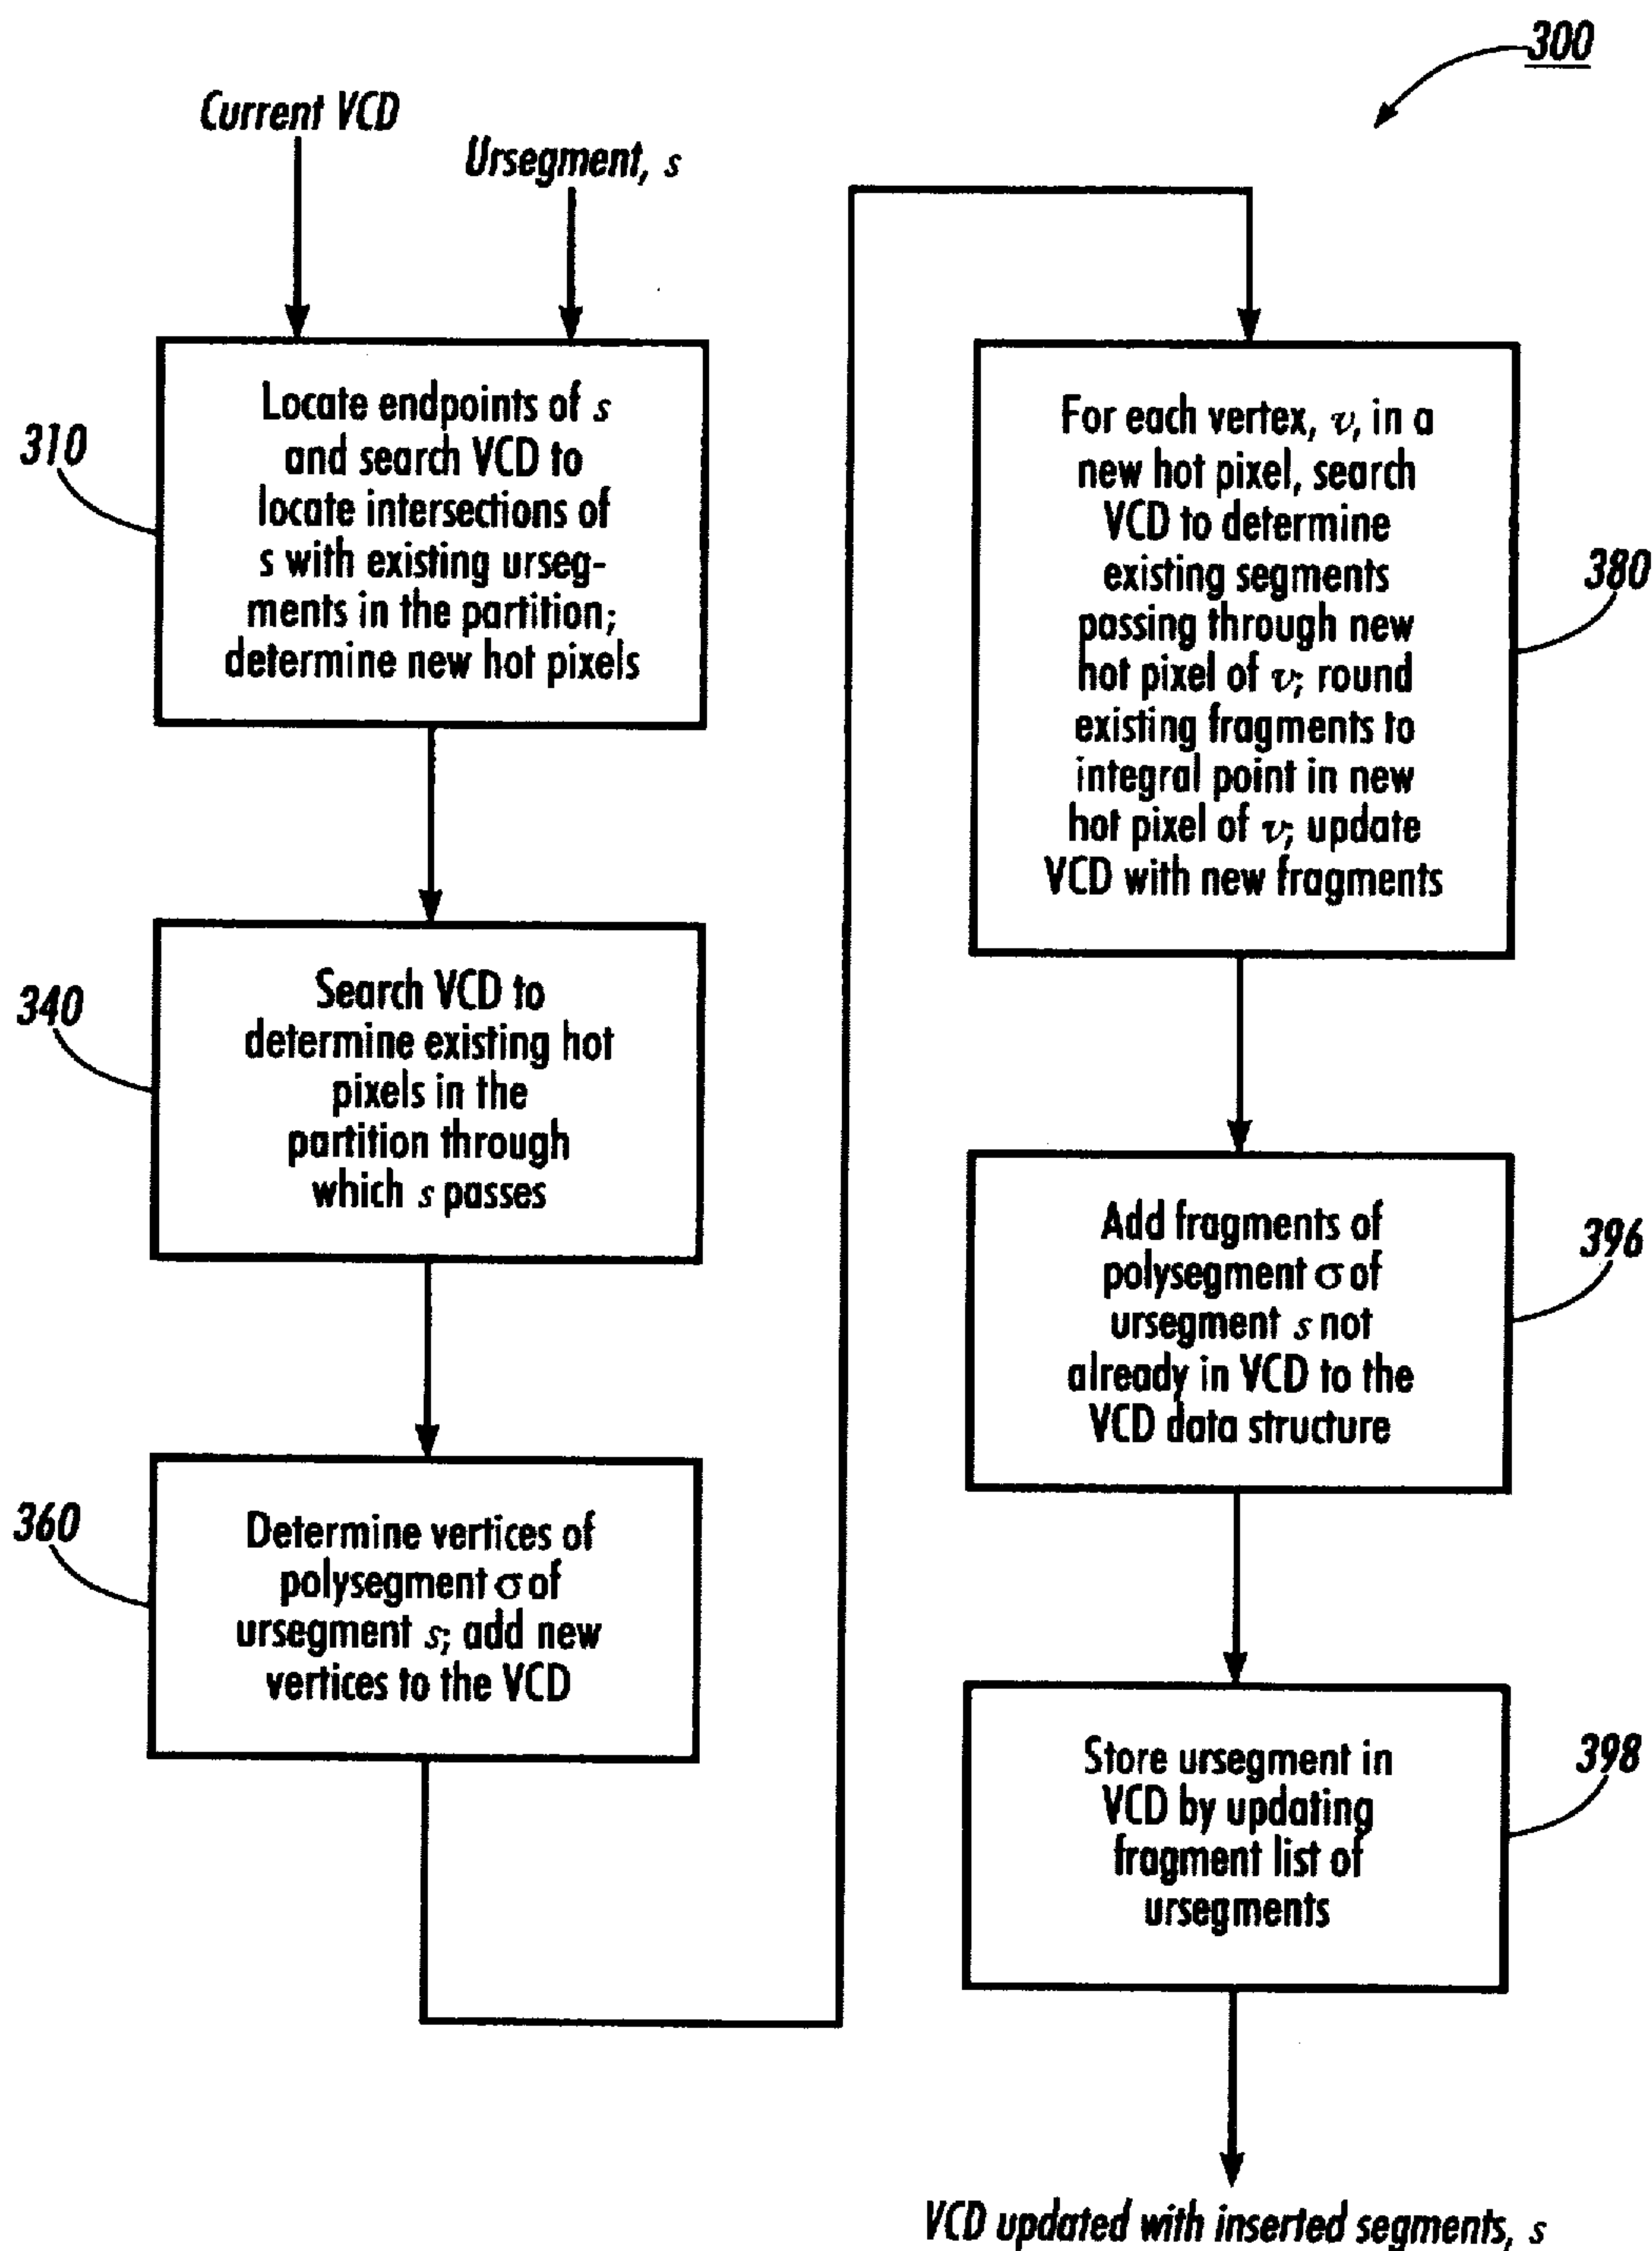 300
Current VCD
Ursegment, s
310
Locate endpoints of s
and search VCD to
locate intersections of
s with existing urseg-
ments in the partition;
determine new hot pixels
340
Search VCD to
determine existing hot
pixels in the
partition through
which s passes
360
Determine vertices of
polysegment σ of
ursegment s; add new
vertices to the VCD
380
For each vertex, v, in a
new hot pixel, search
VCD to determine
existing segments
passing through new
hot pixel of v; round
existing fragments to
integral point in new
hot pixel of v; update
VCD with new fragments
396
Add fragments of
polysegment σ of
ursegment s not
already in VCD to the
VCD data structure
398
Store ursegment in
VCD by updating
fragment list of
ursegments
VCD updated with inserted segments, s